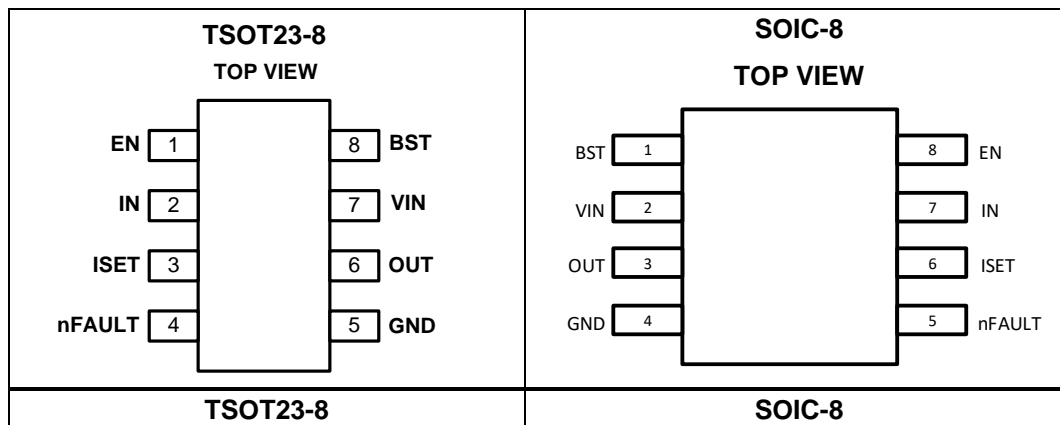 TSOT23-8
TOP VIEW
EN 1 8 BST
IN 2 7 VIN
ISET 3 6 OUT
nFAULT 4 5 GND
SOIC-8
TOP VIEW
BST 1 8 EN
VIN 2 7 IN
OUT 3 6 ISET
GND 4 5 nFAULT
TSOT23-8 SOIC-8